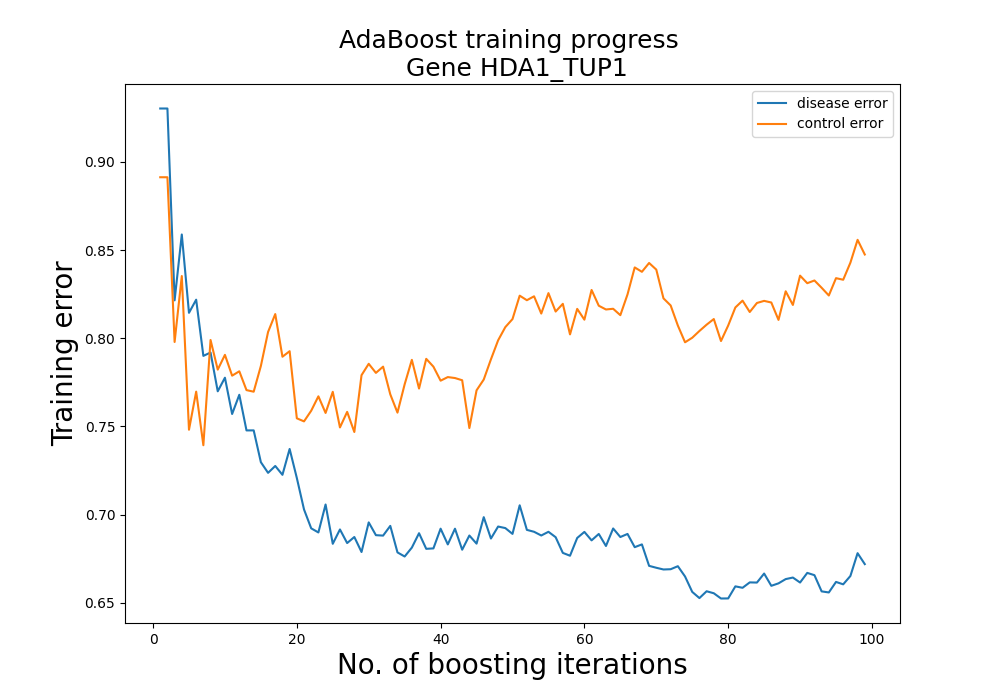 AdaBoost training progress
Gene HDA1_TUP1
disease error
control error
Training error
0.90
0.85
0.80
0.75
0.70
0.65
0
20
40
60
80
100
No. of boosting iterations